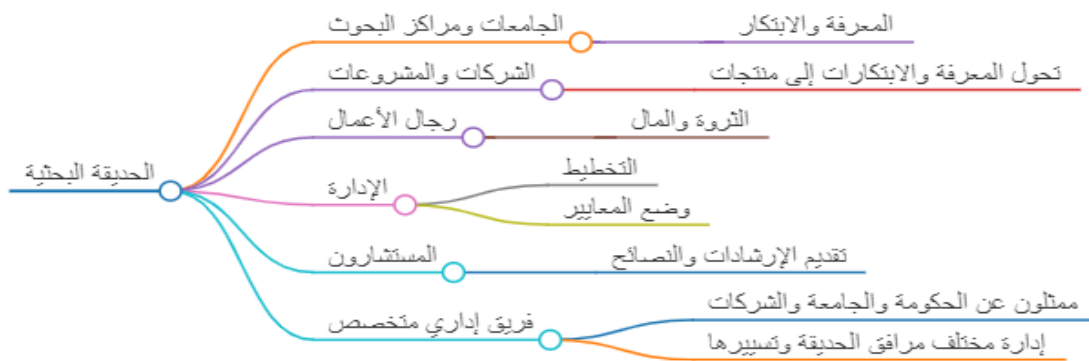 الحديقة البحثية
الجامعات ومراكز البحوث
المعرفة والابتكار
الشركات والمشروعات
تحول المعرفة والابتكارات إلى منتجات
رجال الأعمال
الثروة والمال
الإدارة
التخطيط
وضع المعايير
المستشارون
تقديم الإرشادات والنصائح
فريق إداري متخصص
ممثلون عن الحكومة والجامعة والشركات
إدارة مختلف مرافق الحديقة وتسييرها